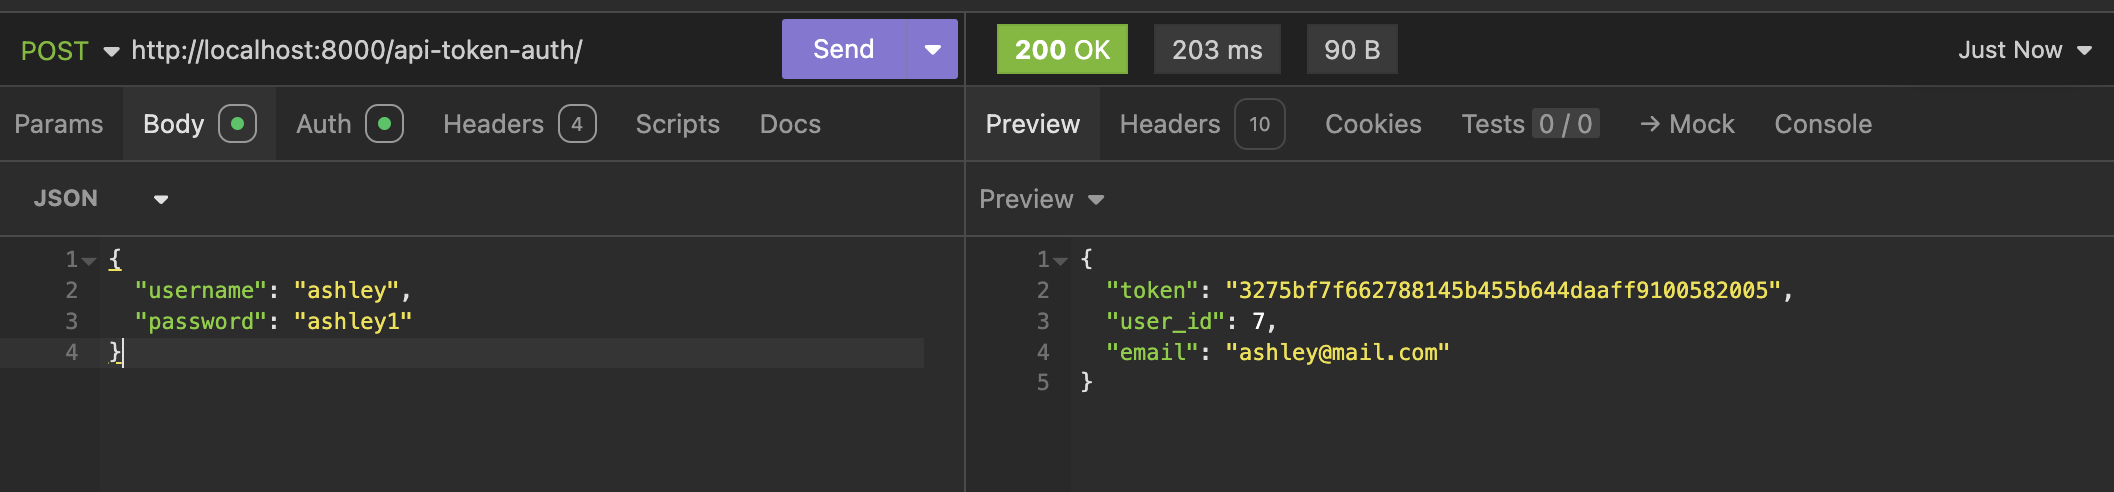 POST http://localhost:8000/api-token-auth/ Send 200 OK 203 ms 90 B Just Now
Params Body Auth Headers 4 Scripts Docs
Preview Headers 10 Cookies Tests 0 / 0 → Mock Console
JSON
Preview
1 {
2 "username": "ashley",
3 "password": "ashley1"
4 }
1 {
2 "token": "3275bf7f662788145b455b644daaff9100582005",
3 "user_id": 7,
4 "email": "ashley@mail.com"
5 }